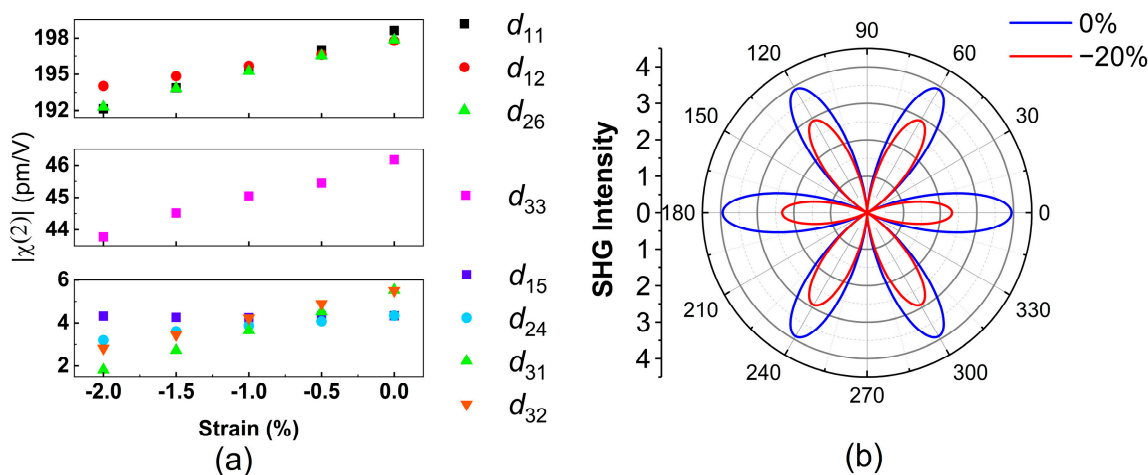 198
195
192
46
45
44
6
4
2
-2.0 -1.5 -1.0 -0.5 0.0
Strain (%)
|χ(2)| (pm/V)
d11
d12
d26
d33
d15
d24
d31
d32
(a)
SHG Intensity
4
3
2
1
0
1
2
3
4
90
60
30
0
330
300
270
240
210
180
150
120
0%
−20%
(b)